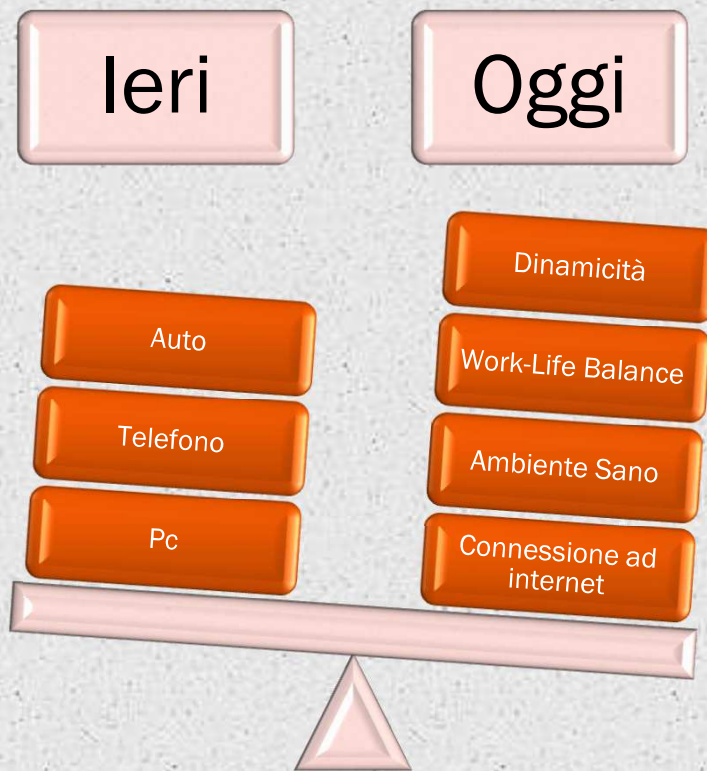 Ieri
Oggi
Auto
Telefono
Pc
Dinamicità
Work-Life Balance
Ambiente Sano
Connessione ad
internet